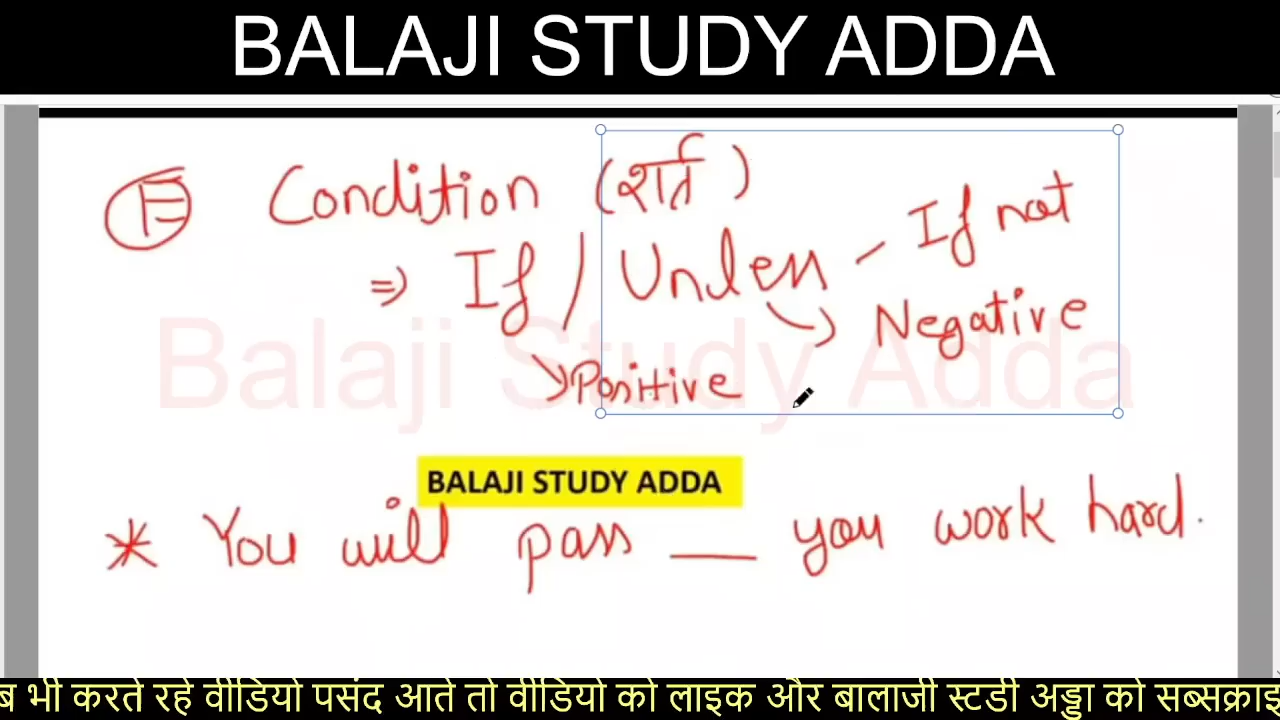 BALAJI STUDY ADDA
E Condition (शर्त)
⇒ If / Unless – If not
→ Negative
→ Positive
Balaji Study Adda
BALAJI STUDY ADDA
* You will pass __ you work hard.
ब भी करते रहे वीडियो पसंद आते तो वीडियो को लाइक और बालाजी स्टडी अड्डा को सब्सक्राइ